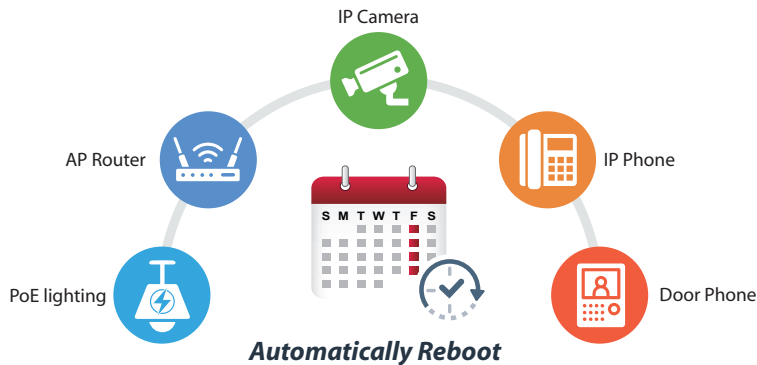 IP Camera
AP Router
IP Phone
S M T W T F S
PoE lighting
Door Phone
Automatically Reboot